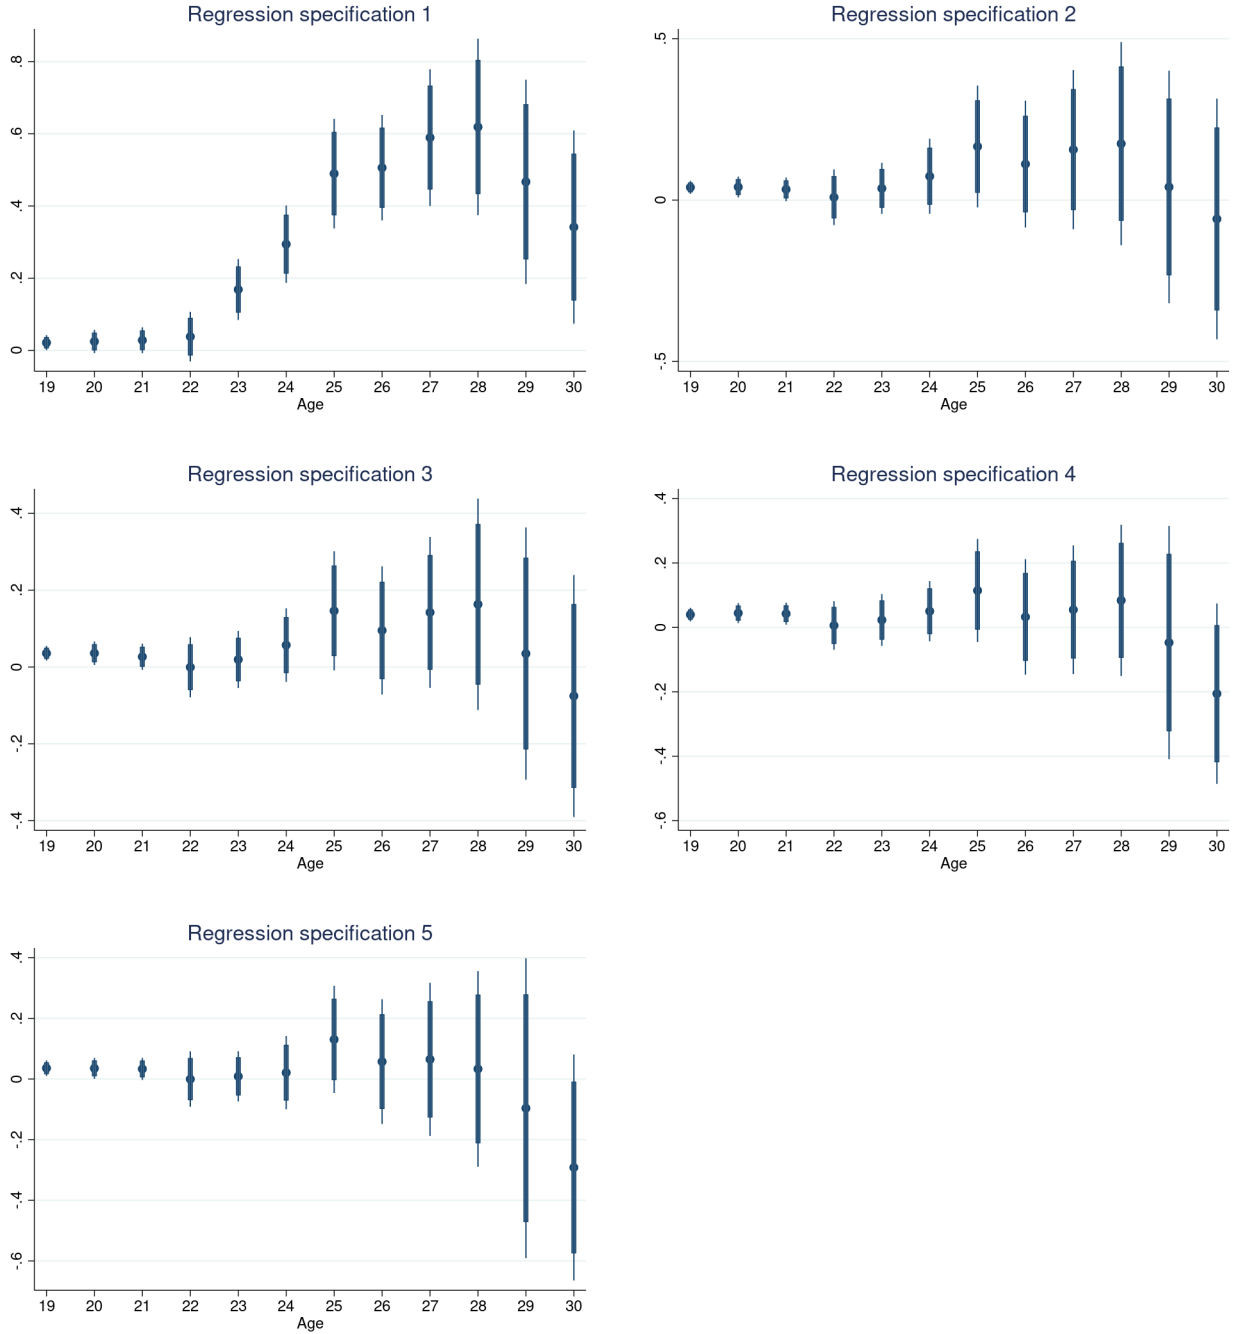 Regression specification 1
.8
.6
.4
.2
0
19 20 21 22 23 24 25 26 27 28 29 30
Age
Regression specification 2
.5
0
-.5
19 20 21 22 23 24 25 26 27 28 29 30
Age
Regression specification 3
.4
.2
0
-.2
-.4
19 20 21 22 23 24 25 26 27 28 29 30
Age
Regression specification 4
.4
.2
0
-.2
-.4
-.6
19 20 21 22 23 24 25 26 27 28 29 30
Age
Regression specification 5
.4
.2
0
-.2
-.4
-.6
19 20 21 22 23 24 25 26 27 28 29 30
Age